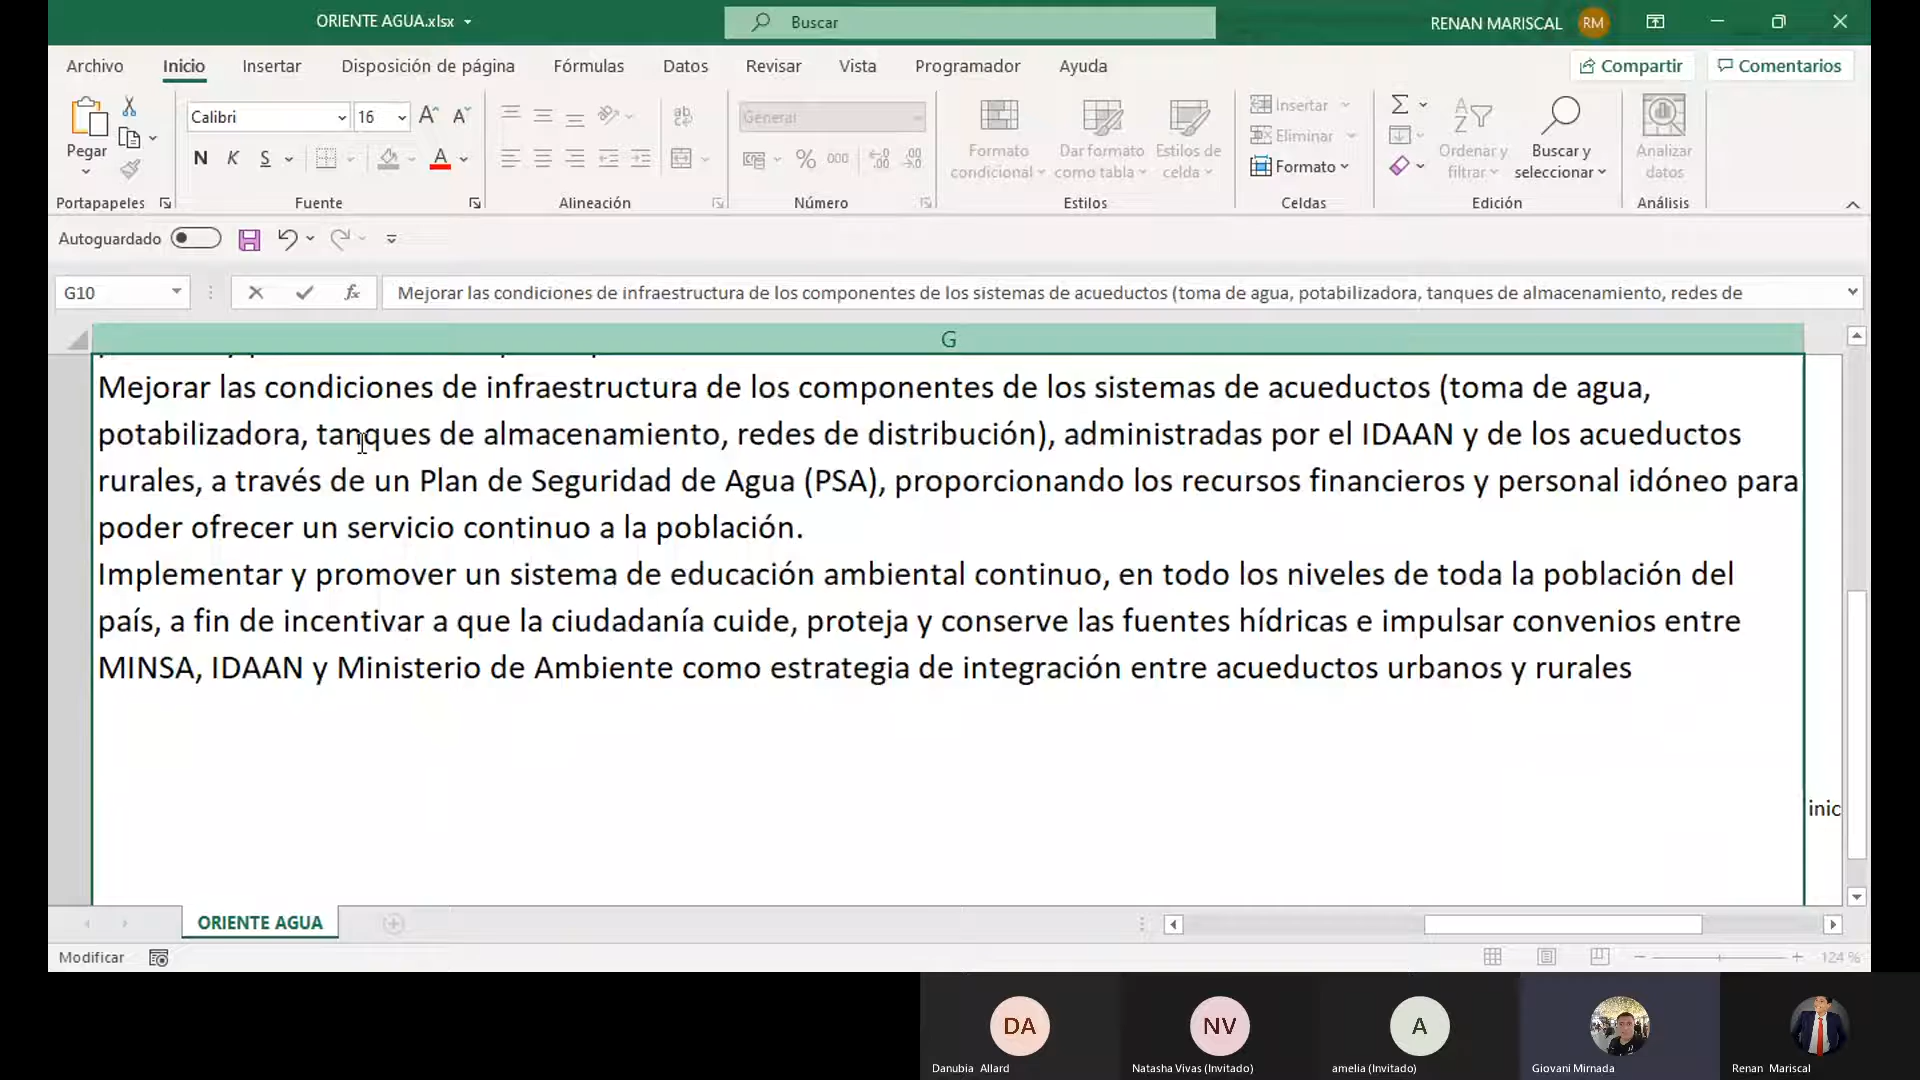 ORIENTE AGUA.xlsx
Buscar
RENAN MARISCAL
RM
Archivo
Inicio
Insertar
Disposición de página
Fórmulas
Datos
Revisar
Vista
Programador
Ayuda
Compartir
Comentarios
Pegar
Calibri
16
N K S
General
% 000
Formato condicional
Dar formato como tabla
Estilos de celda
Insertar
Eliminar
Formato
Ordenar y filtrar
Buscar y seleccionar
Analizar datos
Portapapeles
Fuente
Alineación
Número
Estilos
Celdas
Edición
Análisis
Autoguardado
G10
fx
Mejorar las condiciones de infraestructura de los componentes de los sistemas de acueductos (toma de agua, potabilizadora, tanques de almacenamiento, redes de
G
Mejorar las condiciones de infraestructura de los componentes de los sistemas de acueductos (toma de agua,
potabilizadora, tanques de almacenamiento, redes de distribución), administradas por el IDAAN y de los acueductos
rurales, a través de un Plan de Seguridad de Agua (PSA), proporcionando los recursos financieros y personal idóneo para
poder ofrecer un servicio continuo a la población.
Implementar y promover un sistema de educación ambiental continuo, en todo los niveles de toda la población del
país, a fin de incentivar a que la ciudadanía cuide, proteja y conserve las fuentes hídricas e impulsar convenios entre
MINSA, IDAAN y Ministerio de Ambiente como estrategia de integración entre acueductos urbanos y rurales
inic
ORIENTE AGUA
Modificar
124 %
DA
NV
A
Danubia Allard
Natasha Vivas (Invitado)
amelia (Invitado)
Giovani Mirnada
Renan Mariscal